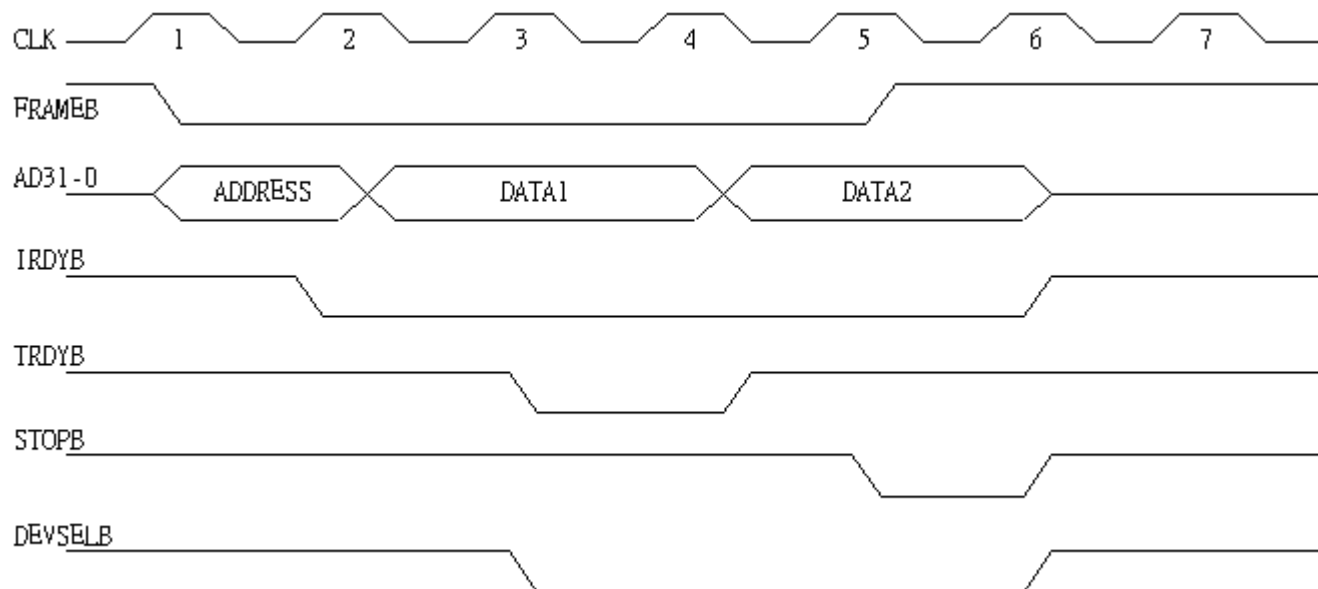 CLK 1 2 3 4 5 6 7
FRAMEB
AD31-0 ADDRESS DATA1 DATA2
IRDYB
TRDYB
STOPB
DEVSELB